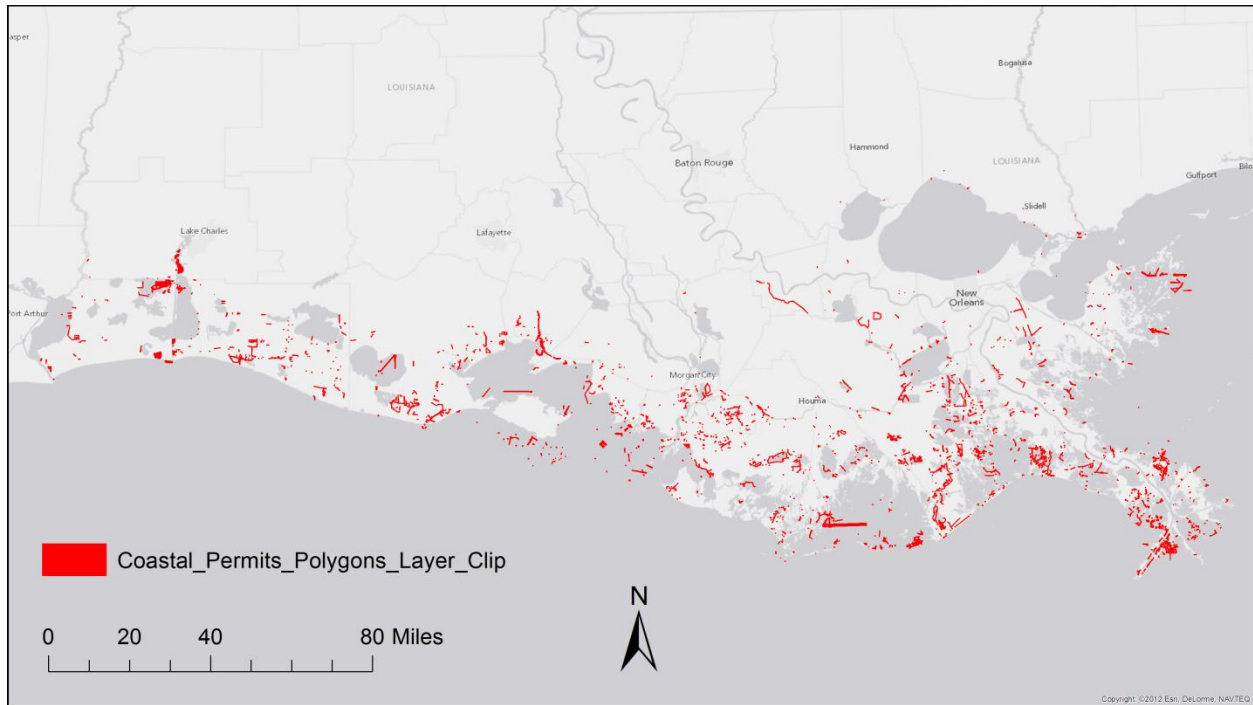 asper
LOUISIANA
Bogalusa
Baton Rouge
Hammond
LOUISIANA
Gulfport
Bilo
Slidell
Lake Charles
Lafayette
New
Orleans
Port Arthur
Morgan City
Houma
Coastal_Permits_Polygons_Layer_Clip
N
0 20 40 80 Miles
Copyright: ©2012 Esri, DeLorme, NAVTEQ